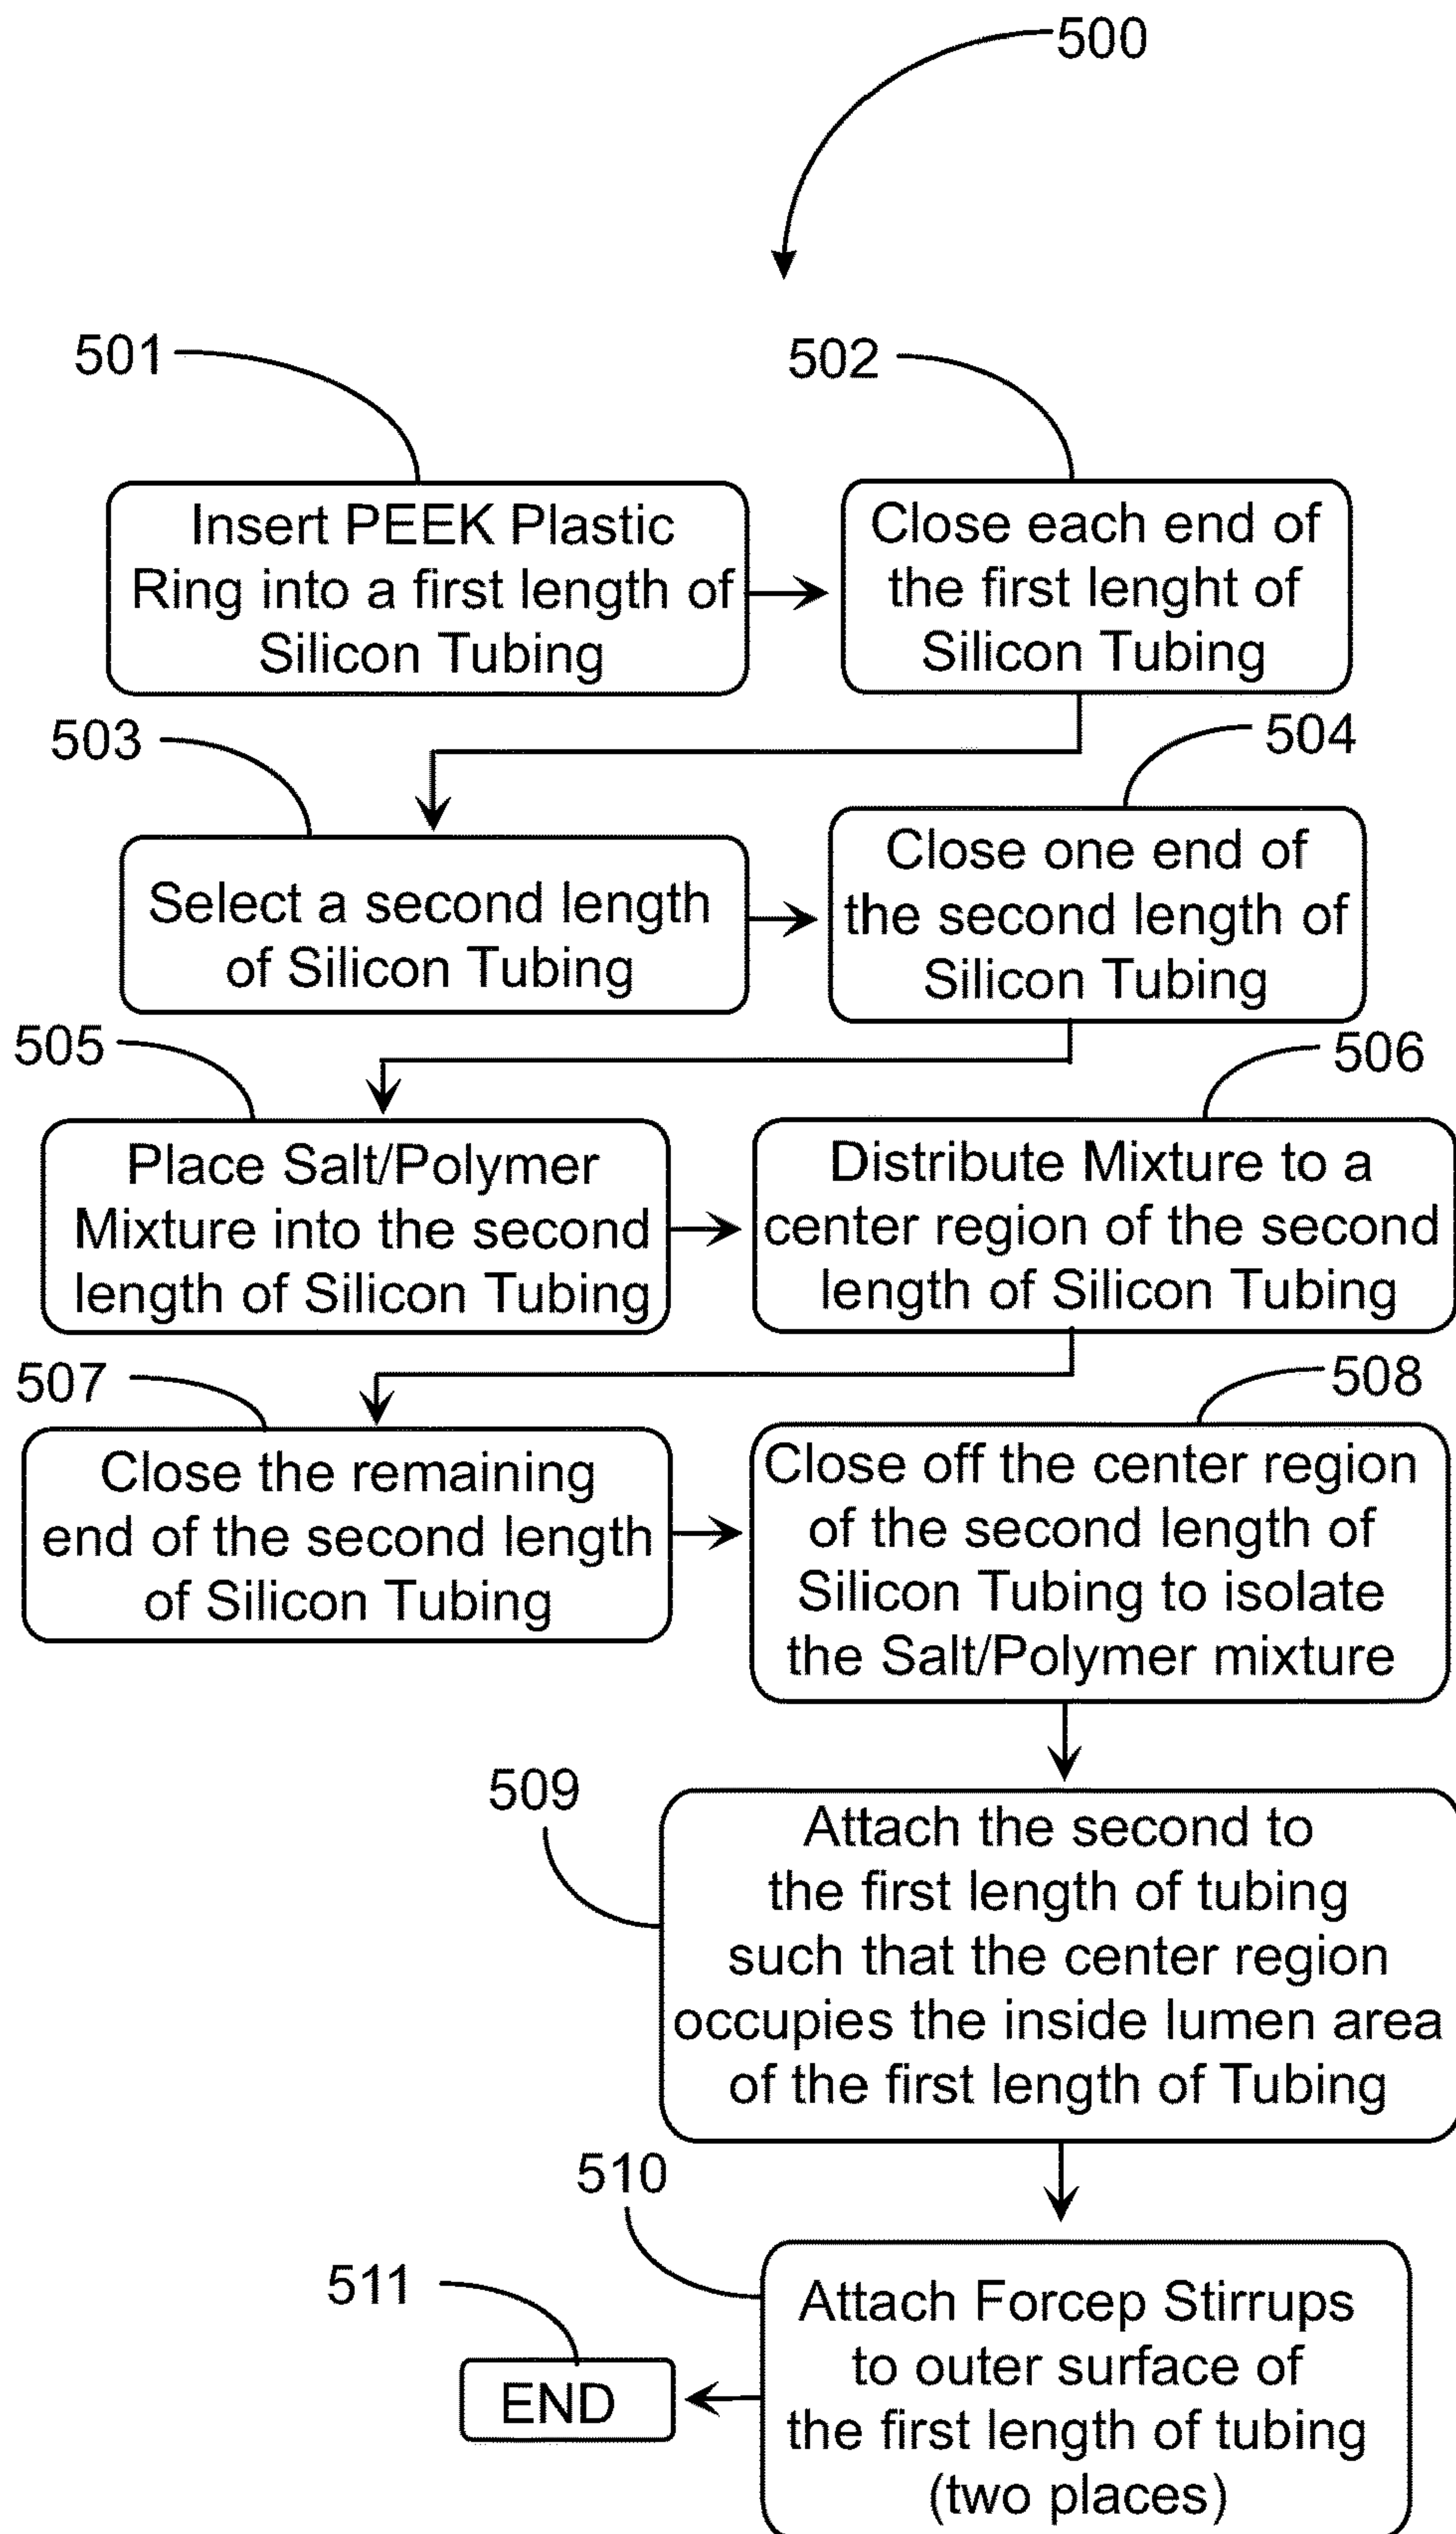 500
501
502
Insert PEEK Plastic
Ring into a first length of
Silicon Tubing
Close each end of
the first lenght of
Silicon Tubing
503
504
Select a second length
of Silicon Tubing
Close one end of
the second length of
Silicon Tubing
505
506
Place Salt/Polymer
Mixture into the second
length of Silicon Tubing
Distribute Mixture to a
center region of the second
length of Silicon Tubing
507
508
Close the remaining
end of the second length
of Silicon Tubing
Close off the center region
of the second length of
Silicon Tubing to isolate
the Salt/Polymer mixture
509
Attach the second to
the first length of tubing
such that the center region
occupies the inside lumen area
of the first length of Tubing
510
511
Attach Forcep Stirrups
to outer surface of
the first length of tubing
(two places)
END